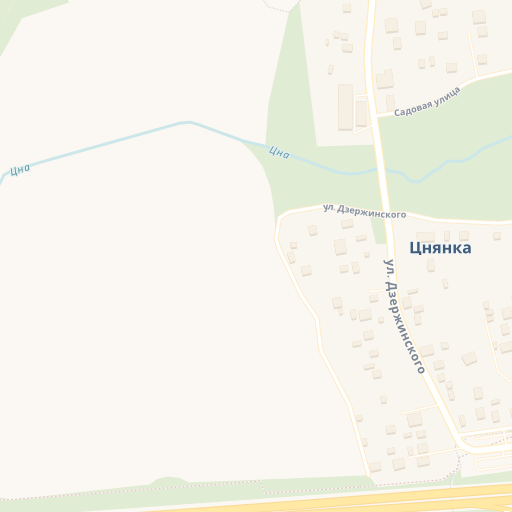 Садовая улица
Цна
Цна
ул. Дзержинского
Цнянка
ул. Дзержинского